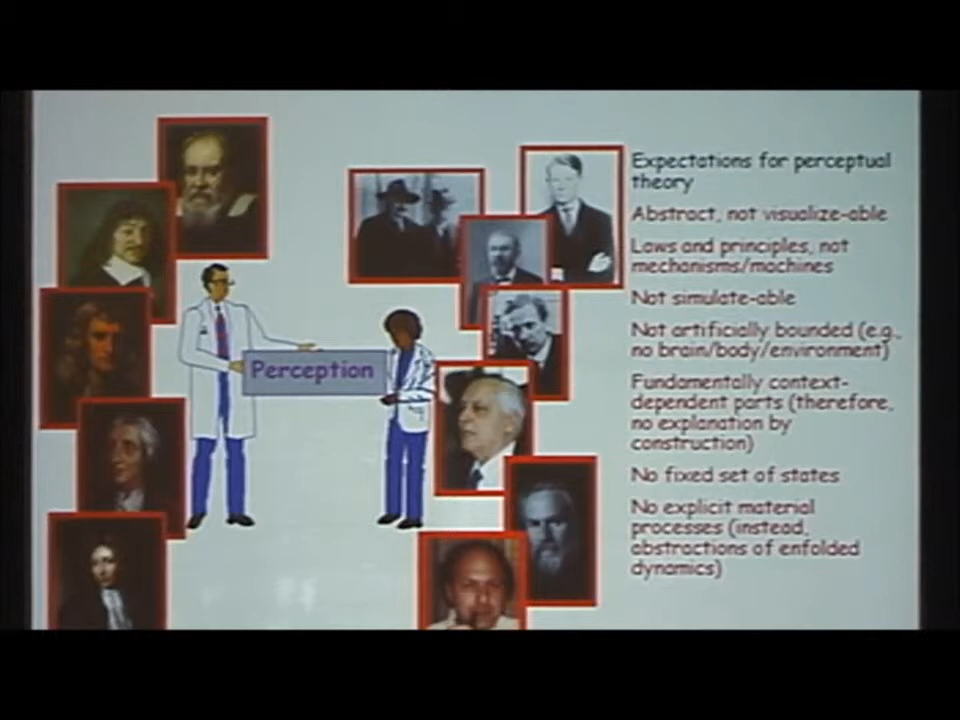 Perception
Expectations for perceptual
theory
Abstract, not visualize-able
Laws and principles, not
mechanisms/machines
Not simulate-able
Not artificially bounded (e.g.,
no brain/body/environment)
Fundamentally context-
dependent parts (therefore,
no explanation by
construction)
No fixed set of states
No explicit material
processes (instead,
abstractions of enfolded
dynamics)